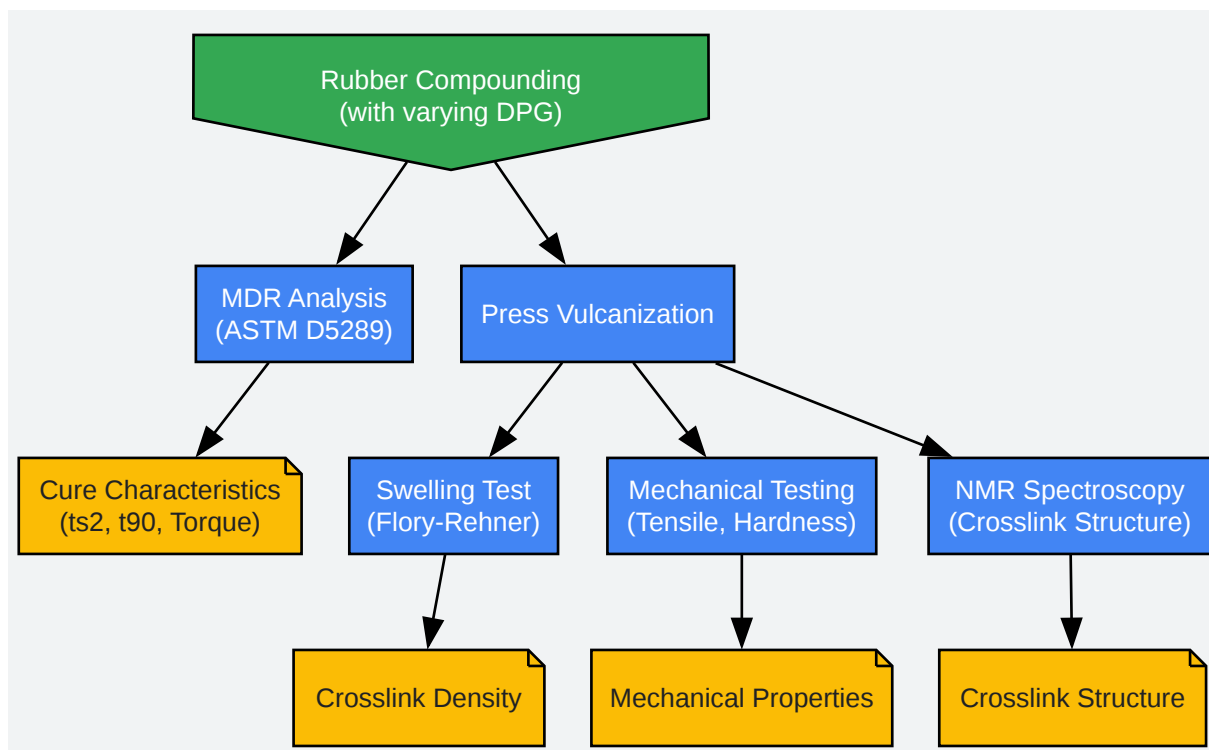 Rubber Compounding
(with varying DPG)
MDR Analysis
(ASTM D5289)
Press Vulcanization
Cure Characteristics
(ts2, t90, Torque)
Swelling Test
(Flory-Rehner)
Mechanical Testing
(Tensile, Hardness)
NMR Spectroscopy
(Crosslink Structure)
Crosslink Density
Mechanical Properties
Crosslink Structure